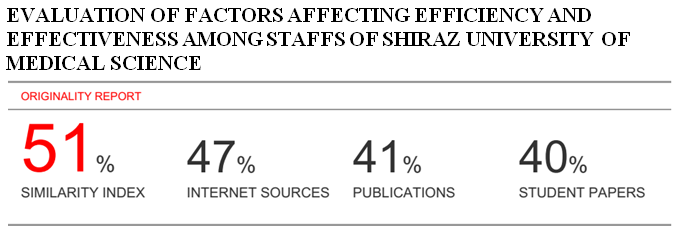 EVALUATION OF FACTORS AFFECTING EFFICIENCY AND
EFFECTIVENESS AMONG STAFFS OF SHIRAZ UNIVERSITY OF
MEDICAL SCIENCE
ORIGINALITY REPORT
51% 47% 41% 40%
SIMILARITY INDEX INTERNET SOURCES PUBLICATIONS STUDENT PAPERS